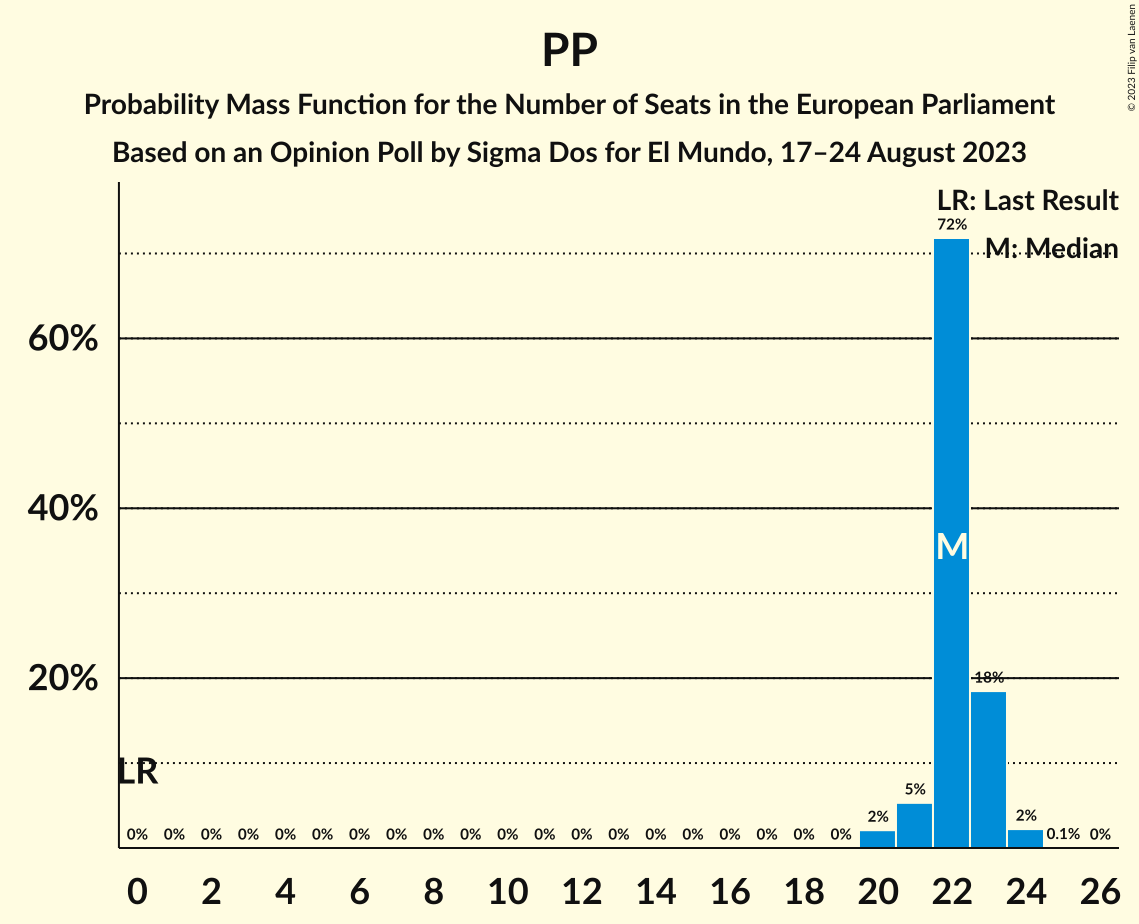 PP
Probability Mass Function for the Number of Seats in the European Parliament
Based on an Opinion Poll by Sigma Dos for El Mundo, 17–24 August 2023
© 2023 Filip van Laenen
LR: Last Result
M: Median
72%
60%
40%
M
20%
18%
LR
5%
2%
2%
0% 0% 0% 0% 0% 0% 0% 0% 0% 0% 0% 0% 0% 0% 0% 0% 0% 0% 0% 0% 0.1% 0%
0 2 4 6 8 10 12 14 16 18 20 22 24 26